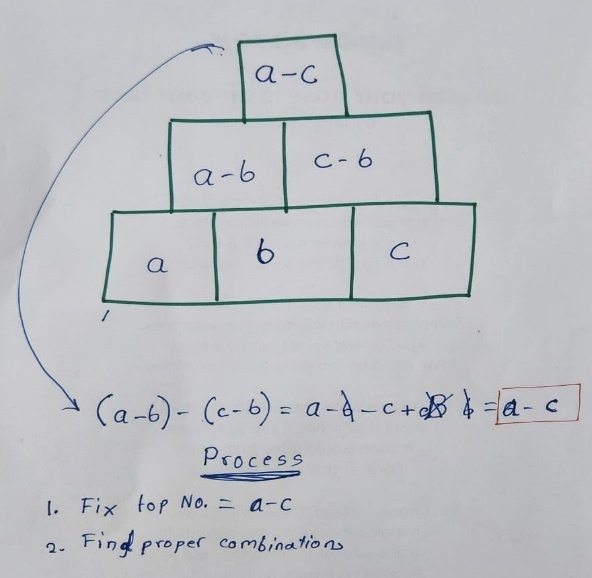 a-c
a-b c-b
a b c
(a-b) - (c-b) = a-b-c+ b = a-c
Process
1. Fix top No. = a-c
2. Find proper combinations